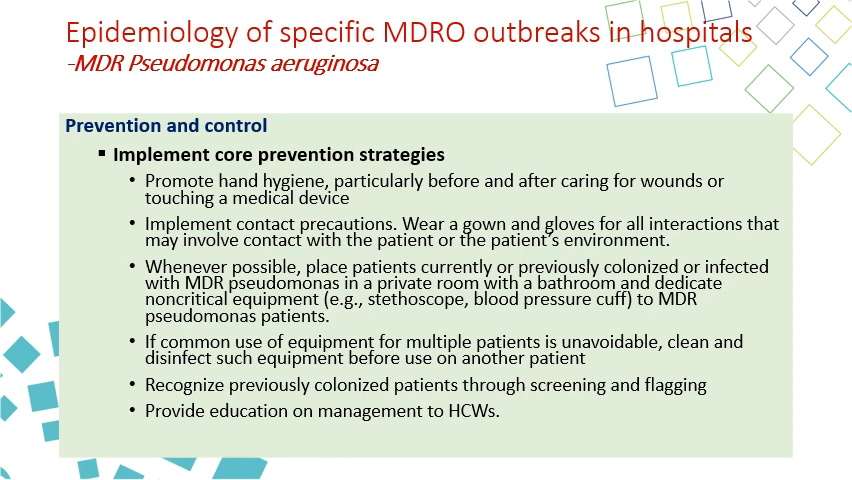 Epidemiology of specific MDRO outbreaks in hospitals
-MDR Pseudomonas aeruginosa
Prevention and control
▪ Implement core prevention strategies
• Promote hand hygiene, particularly before and after caring for wounds or
touching a medical device
• Implement contact precautions. Wear a gown and gloves for all interactions that
may involve contact with the patient or the patient's environment.
• Whenever possible, place patients currently or previously colonized or infected
with MDR pseudomonas in a private room with a bathroom and dedicate
noncritical equipment (e.g., stethoscope, blood pressure cuff) to MDR
pseudomonas patients.
• If common use of equipment for multiple patients is unavoidable, clean and
disinfect such equipment before use on another patient
• Recognize previously colonized patients through screening and flagging
• Provide education on management to HCWs.